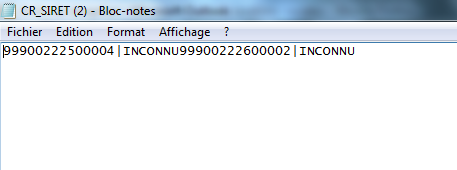 CR_SIRET (2) - Bloc-notes
Fichier Edition Format Affichage ?
99900222500004|INCONNU99900222600002|INCONNU